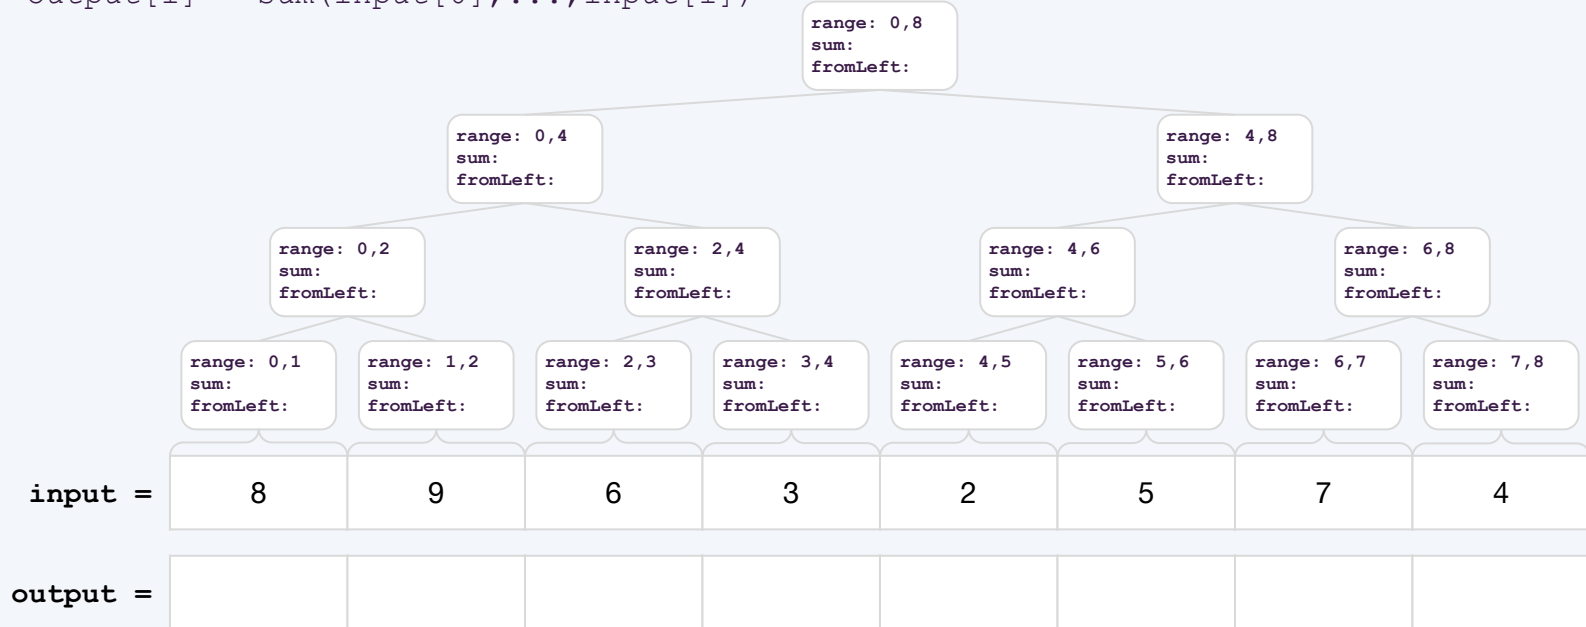 range: 0,8
sum:
fromLeft:
range: 0,4
sum:
fromLeft:
range: 4,8
sum:
fromLeft:
range: 0,2
sum:
fromLeft:
range: 2,4
sum:
fromLeft:
range: 4,6
sum:
fromLeft:
range: 6,8
sum:
fromLeft:
range: 0,1
sum:
fromLeft:
range: 1,2
sum:
fromLeft:
range: 2,3
sum:
fromLeft:
range: 3,4
sum:
fromLeft:
range: 4,5
sum:
fromLeft:
range: 5,6
sum:
fromLeft:
range: 6,7
sum:
fromLeft:
range: 7,8
sum:
fromLeft:
input = 8 9 6 3 2 5 7 4
output =